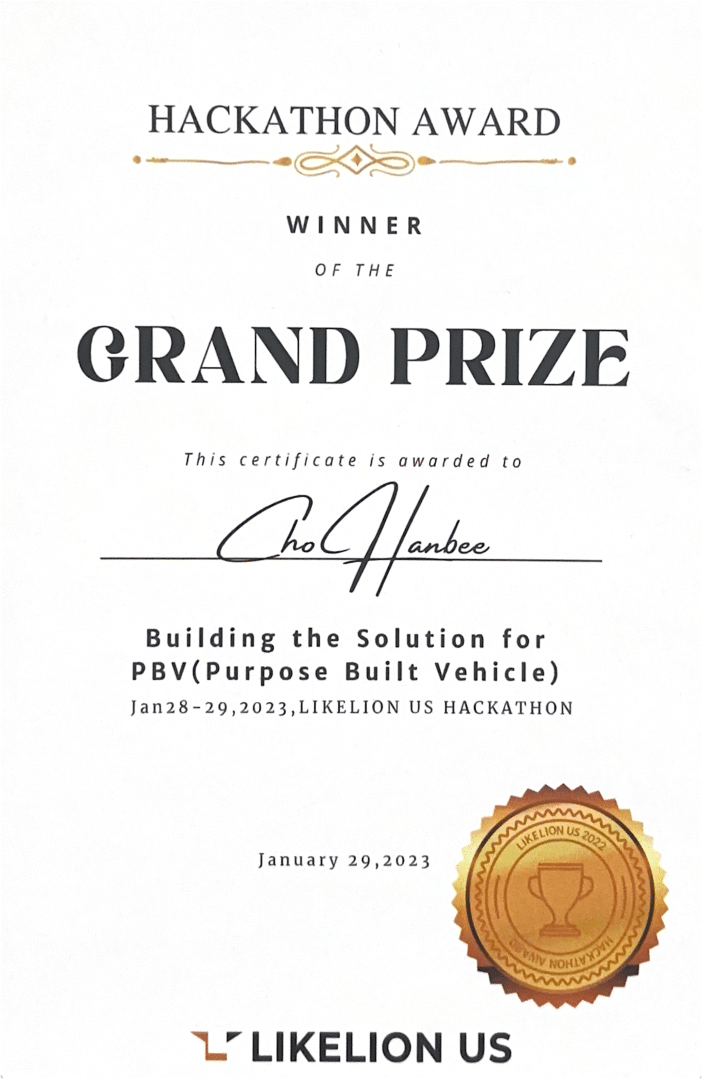 HACKATHON AWARD
WINNER
OF THE
GRAND PRIZE
This certificate is awarded to
Cho Hanbee
Building the Solution for
PBV(Purpose Built Vehicle)
Jan28-29,2023,LIKELION US HACKATHON
January 29,2023
LIKELION US 2022
HACKATHON AWARD
LIKELION US